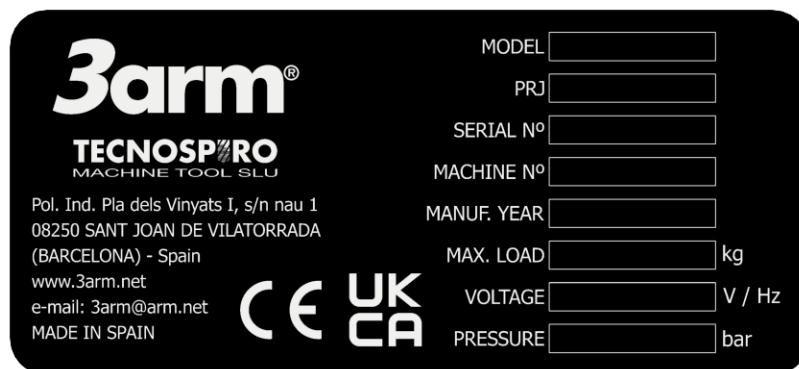 3arm®
TECNOSPIRO
MACHINE TOOL SLU
Pol. Ind. Pla dels Vinyats I, s/n nau 1
08250 SANT JOAN DE VILATORRADA
(BARCELONA) - Spain
www.3arm.net
e-mail: 3arm@arm.net
MADE IN SPAIN
CE
UK
CA
MODEL
PRJ
SERIAL Nº
MACHINE Nº
MANUF. YEAR
MAX. LOAD kg
VOLTAGE V / Hz
PRESSURE bar